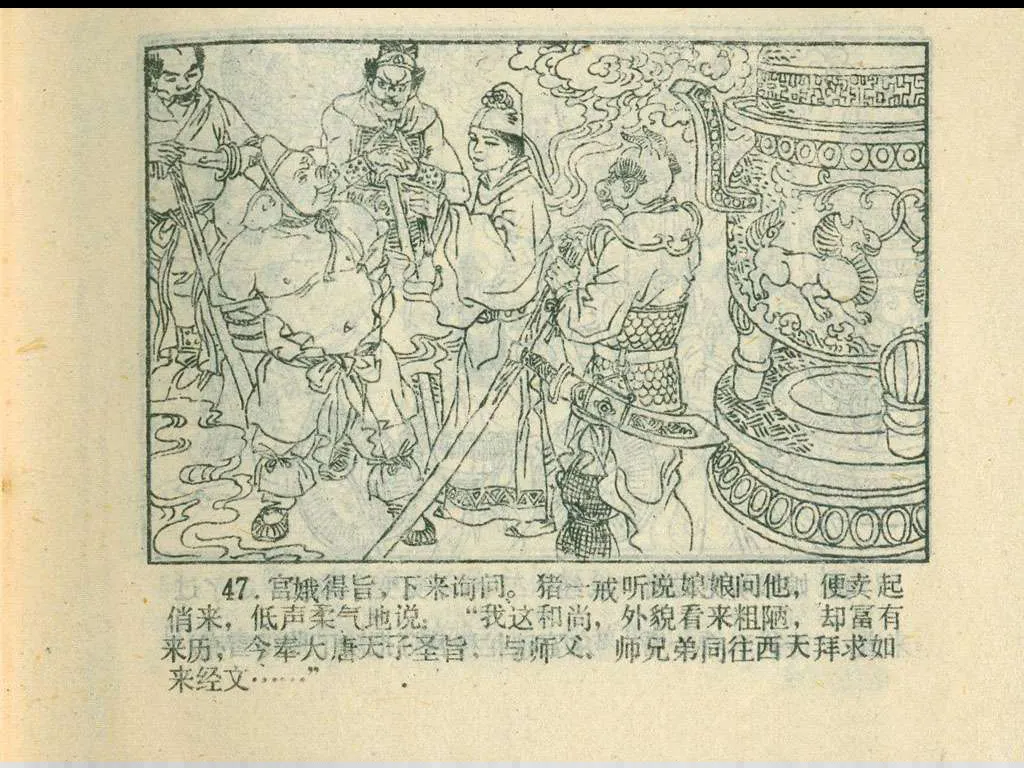 47. 宫娥得旨，下来询问。猪一戒听说娘娘问他，便卖起
俏来，低声柔气地说：“我这和尚，外貌看来粗陋，却富有
来历，今奉大唐天子圣旨、与师父、师兄弟同往西天拜求如
来经文……”